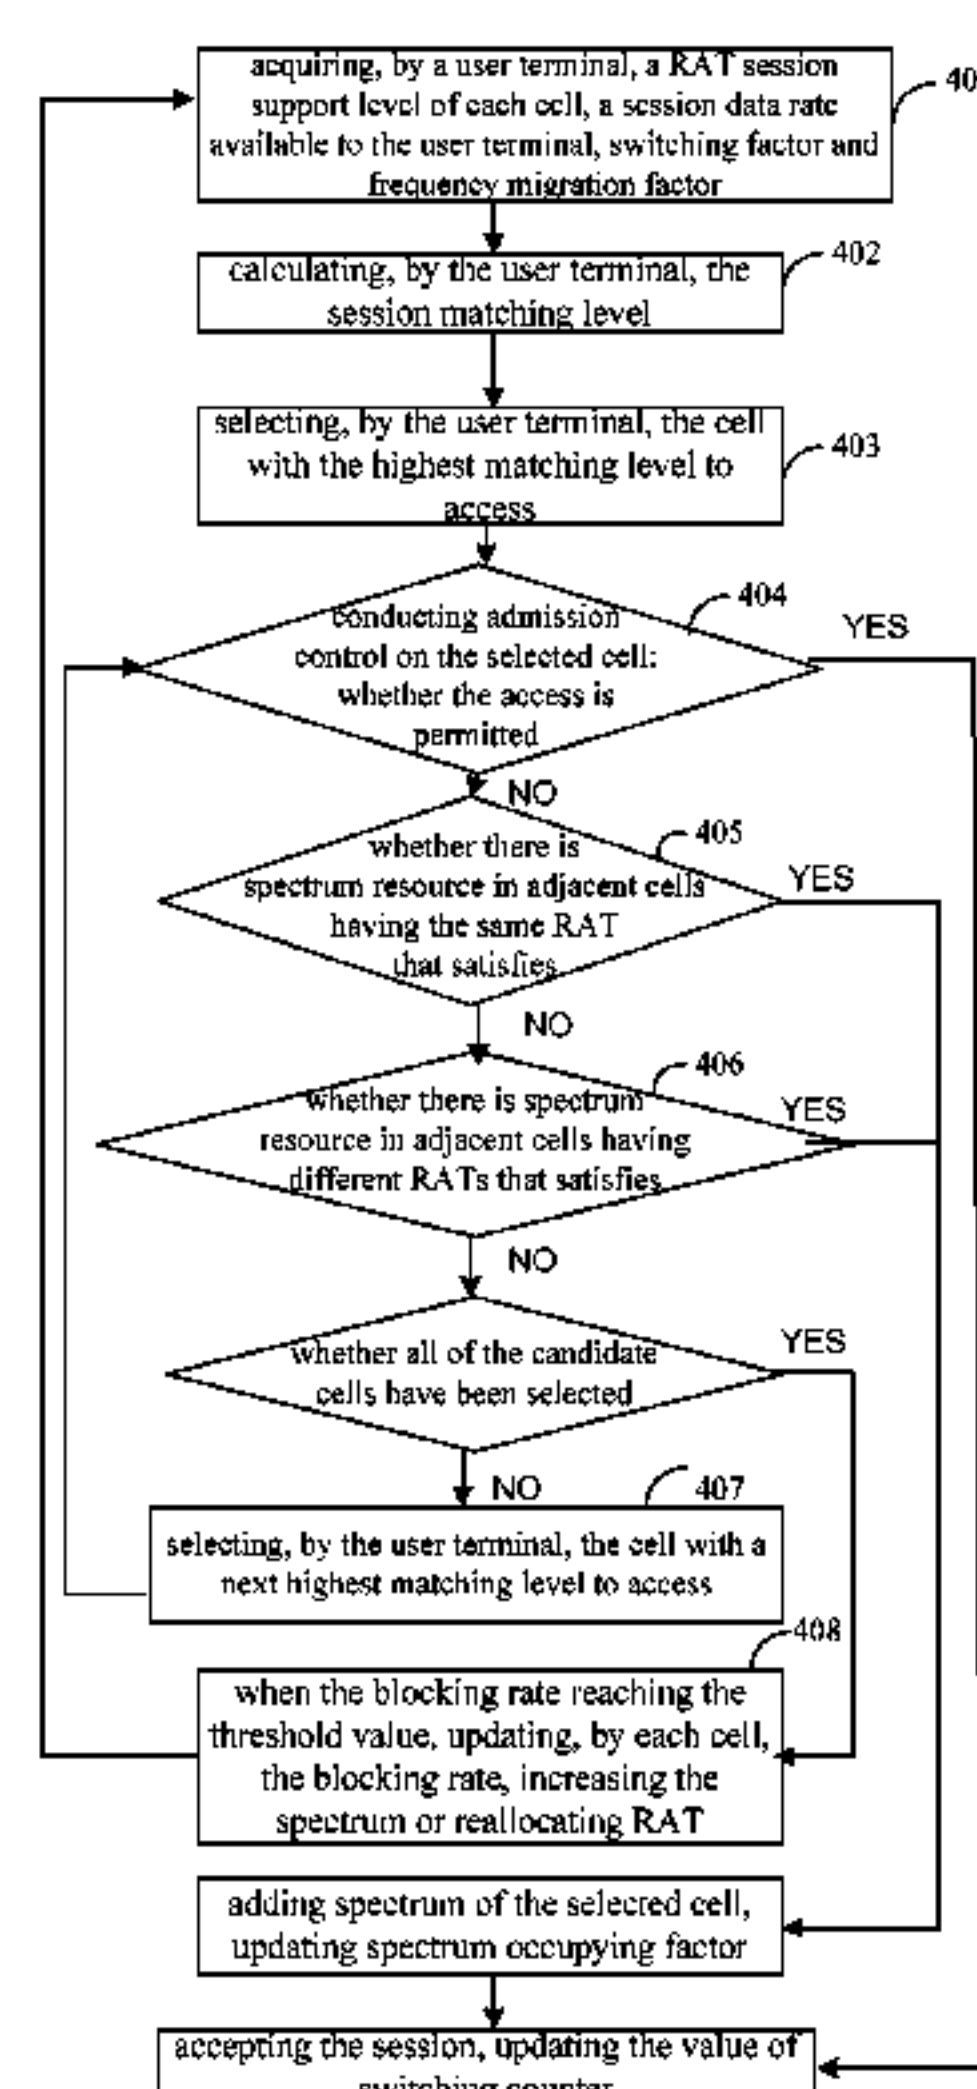 acquiring, by a user terminal, a RAT session
support level of each cell, a session data rate
available to the user terminal, switching factor and
frequency migration factor
40
calculating, by the user terminal, the
session matching level
402
selecting, by the user terminal, the cell
with the highest matching level to
access
403
conducting admission
control on the selected cell:
whether the access is
permitted
404
YES
NO
whether there is
spectrum resource in adjacent cells
having the same RAT
that satisfies
405
YES
NO
whether there is spectrum
resource in adjacent cells having
different RATs that satisfies
406
YES
NO
whether all of the candidate
cells have been selected
YES
NO
407
selecting, by the user terminal, the cell with a
next highest matching level to access
408
when the blocking rate reaching the
threshold value, updating, by each cell,
the blocking rate, increasing the
spectrum or reallocating RAT
adding spectrum of the selected cell,
updating spectrum occupying factor
accepting the session, updating the value of
switching counter